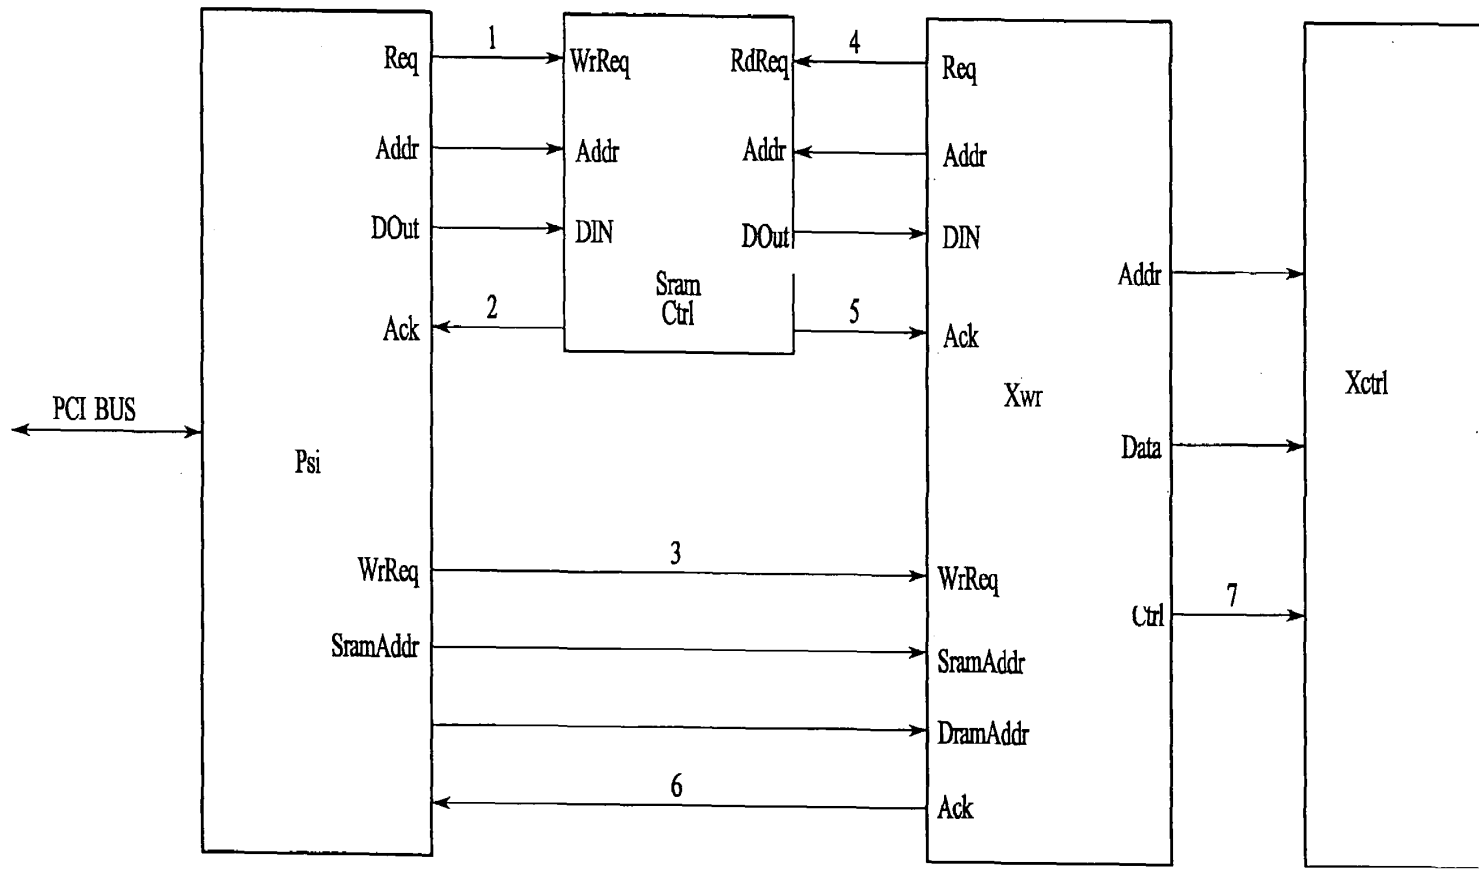 Req 1 WrReq RdReq 4 Req
Addr Addr Addr Addr
DOut DIN DOut DIN
Addr
Sram
Ctrl
Ack 2 5 Ack
Xwr Xctrl
PCI BUS
Data
Psi
WrReq 3 WrReq
Ctrl 7
SramAddr SramAddr
DramAddr
6 Ack